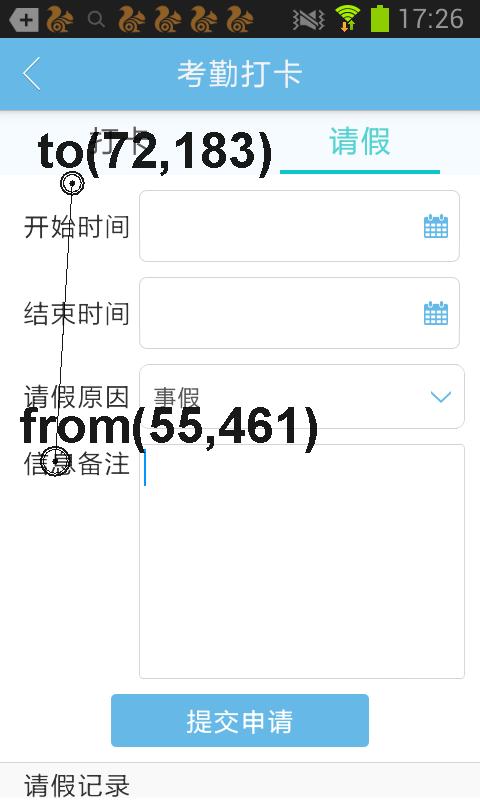 17:26
考勤打卡
打卡
请假
to(72,183)
开始时间
结束时间
请假原因 事假
from(55,461)
信息备注
提交申请
请假记录